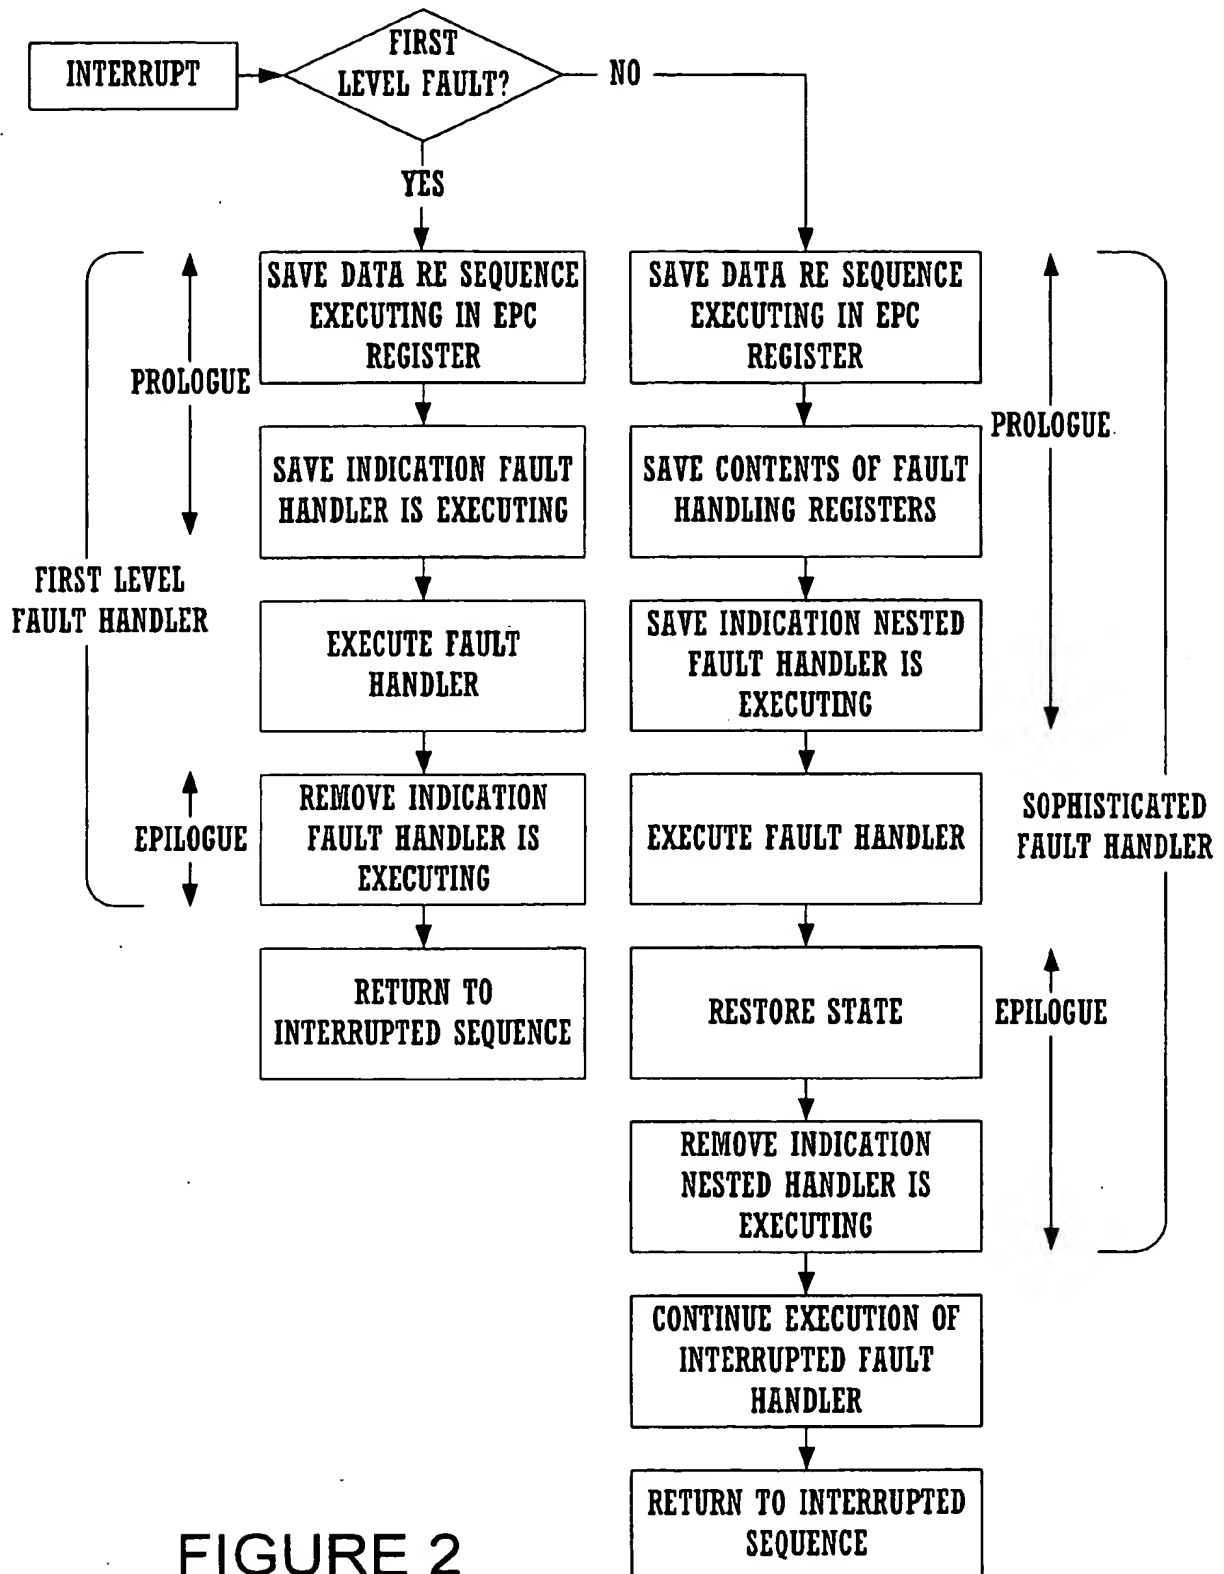 INTERRUPT
FIRST
LEVEL FAULT?
NO
YES
SAVE DATA RE SEQUENCE
EXECUTING IN EPC
REGISTER
SAVE INDICATION FAULT
HANDLER IS EXECUTING
EXECUTE FAULT
HANDLER
REMOVE INDICATION
FAULT HANDLER IS
EXECUTING
RETURN TO
INTERRUPTED SEQUENCE
PROLOGUE
EPILOGUE
FIRST LEVEL
FAULT HANDLER
SAVE DATA RE SEQUENCE
EXECUTING IN EPC
REGISTER
SAVE CONTENTS OF FAULT
HANDLING REGISTERS
SAVE INDICATION NESTED
FAULT HANDLER IS
EXECUTING
EXECUTE FAULT HANDLER
RESTORE STATE
REMOVE INDICATION
NESTED HANDLER IS
EXECUTING
CONTINUE EXECUTION OF
INTERRUPTED FAULT
HANDLER
RETURN TO INTERRUPTED
SEQUENCE
PROLOGUE
EPILOGUE
SOPHISTICATED
FAULT HANDLER
FIGURE 2